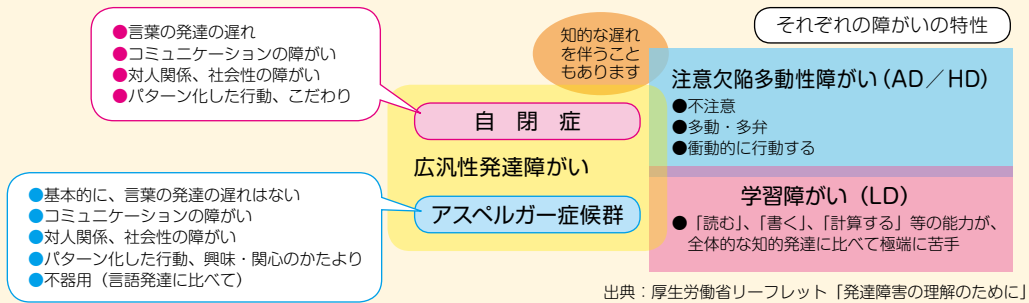 それぞれの障がいの特性
●言葉の発達の遅れ
●コミュニケーションの障がい
●対人関係、社会性の障がい
●パターン化した行動、こだわり
知的な遅れ
を伴うこと
もあります
自閉症
広汎性発達障がい
アスペルガー症候群
●基本的に、言葉の発達の遅れはない
●コミュニケーションの障がい
●対人関係、社会性の障がい
●パターン化した行動、興味・関心のかたより
●不器用（言語発達に比べて）
注意欠陥多動性障がい（AD／HD）
●不注意
●多動・多弁
●衝動的に行動する
学習障がい（LD）
●「読む」、「書く」、「計算する」等の能力が、
全体的な知的発達に比べて極端に苦手
出典：厚生労働省リーフレット「発達障害の理解のために」